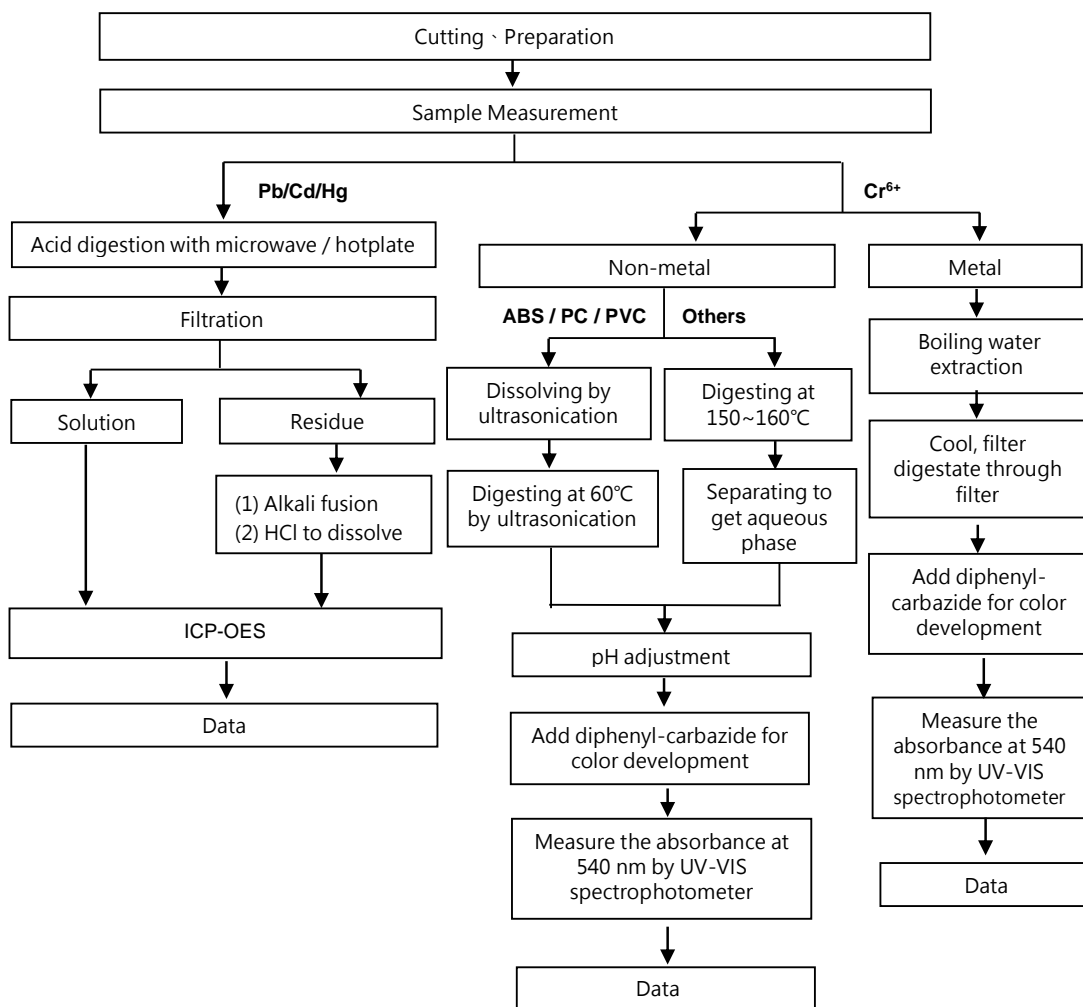 Cutting、Preparation
Sample Measurement
Pb/Cd/Hg
Cr⁶⁺
Acid digestion with microwave / hotplate
Non-metal
Metal
Filtration
ABS / PC / PVC
Others
Boiling water
extraction
Solution
Residue
Dissolving by
ultrasonication
Digesting at
150~160℃
Cool, filter
digestate through
filter
(1) Alkali fusion
(2) HCl to dissolve
Digesting at 60℃
by ultrasonication
Separating to
get aqueous
phase
Add diphenyl-
carbazide for color
development
ICP-OES
pH adjustment
Data
Add diphenyl-carbazide for
color development
Measure the
absorbance at 540
nm by UV-VIS
spectrophotometer
Measure the absorbance at
540 nm by UV-VIS
spectrophotometer
Data
Data